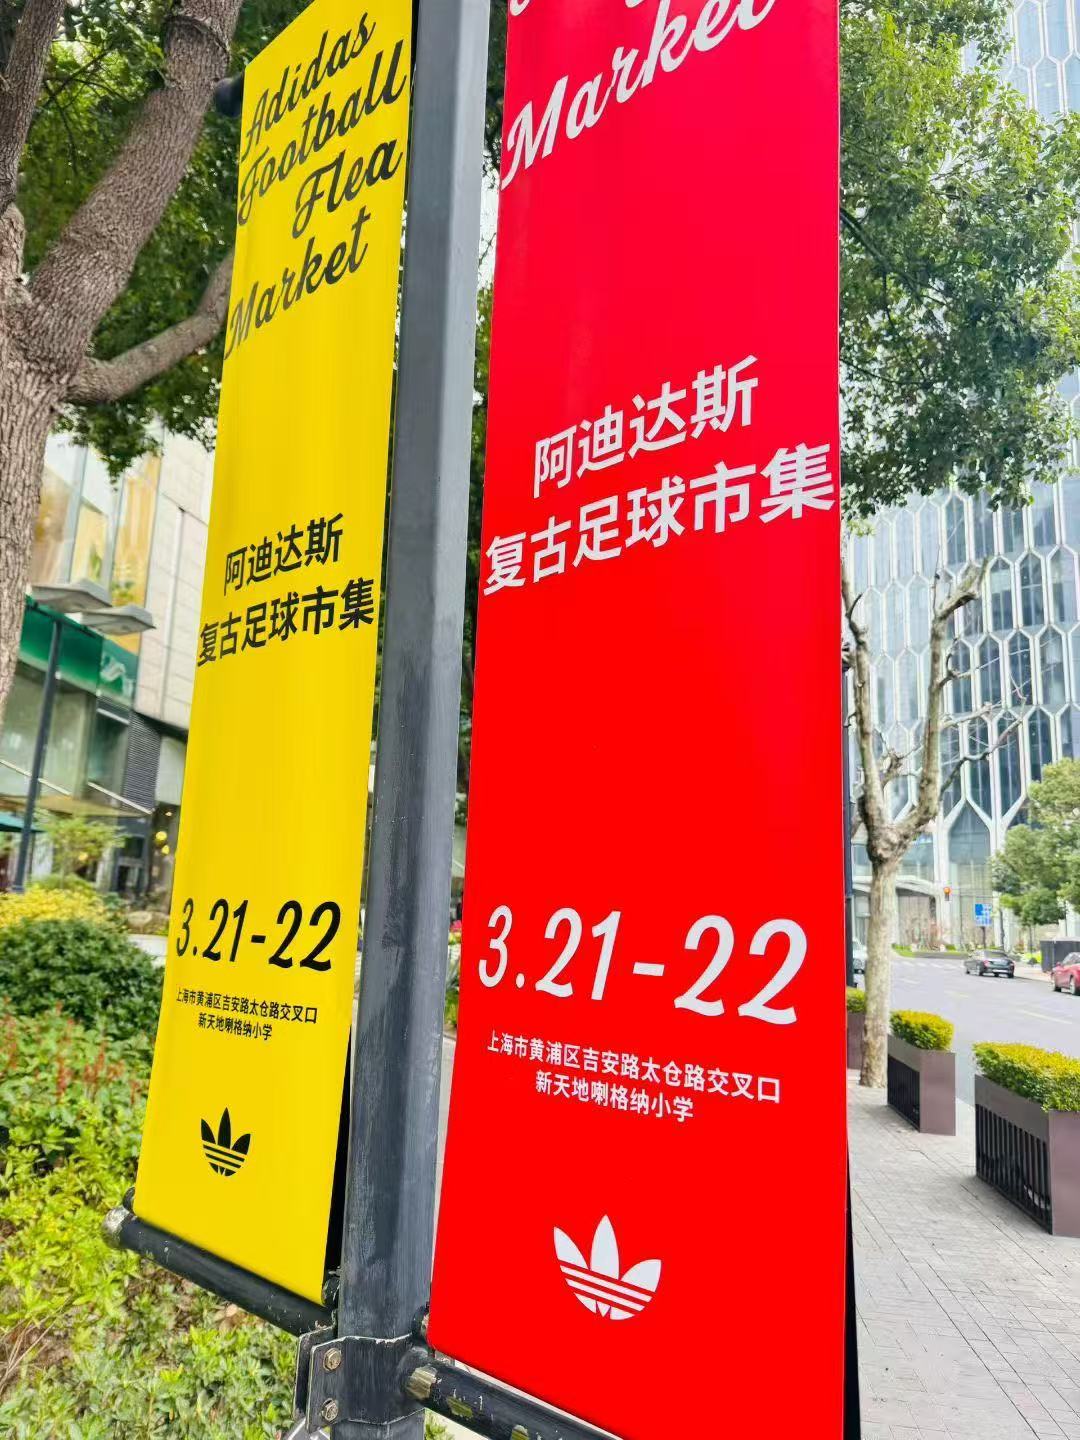 Adidas
Football
Flea
Market
阿迪达斯
复古足球市集
3.21-22
上海市黄浦区吉安路太仓路交叉口
新天地喇格纳小学
Market
阿迪达斯
复古足球市集
3.21-22
上海市黄浦区吉安路太仓路交叉口
新天地喇格纳小学